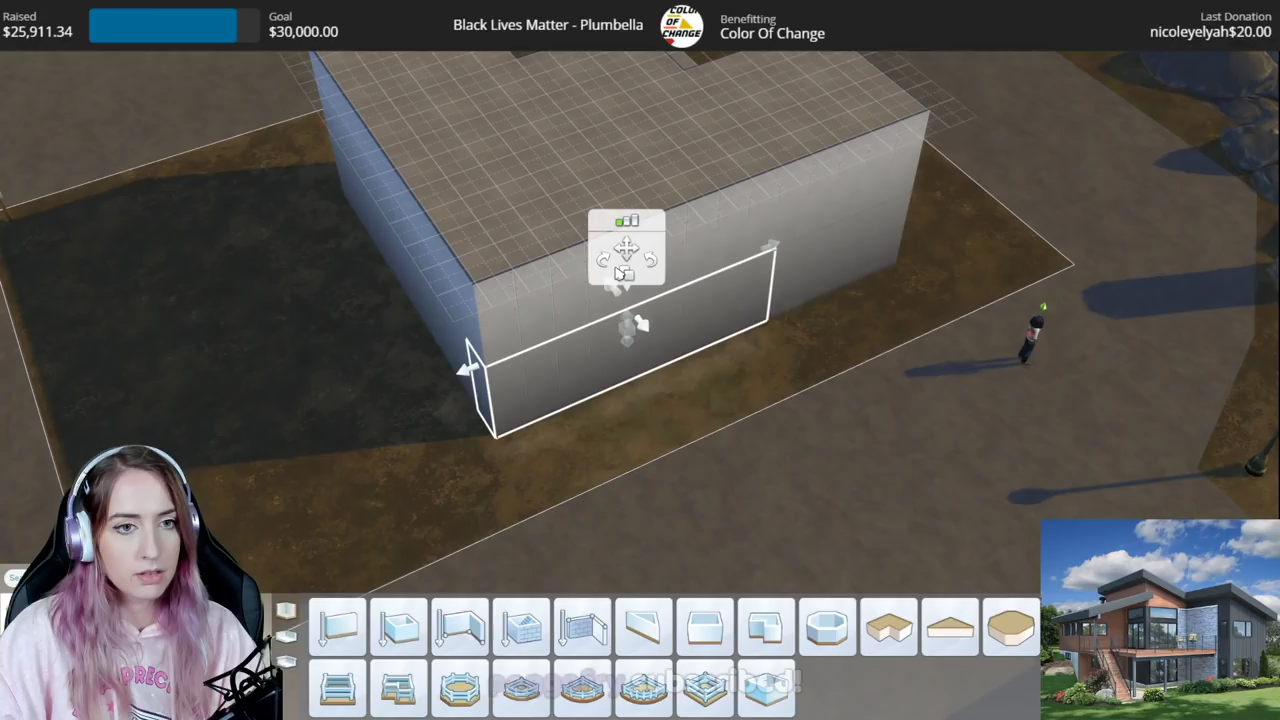 Raised
$25,911.34
Goal
$30,000.00
Black Lives Matter - Plumbella
COLOR
OF
CHANGE
Benefitting
Color Of Change
Last Donation
nicoleyelyah$20.00
PREC